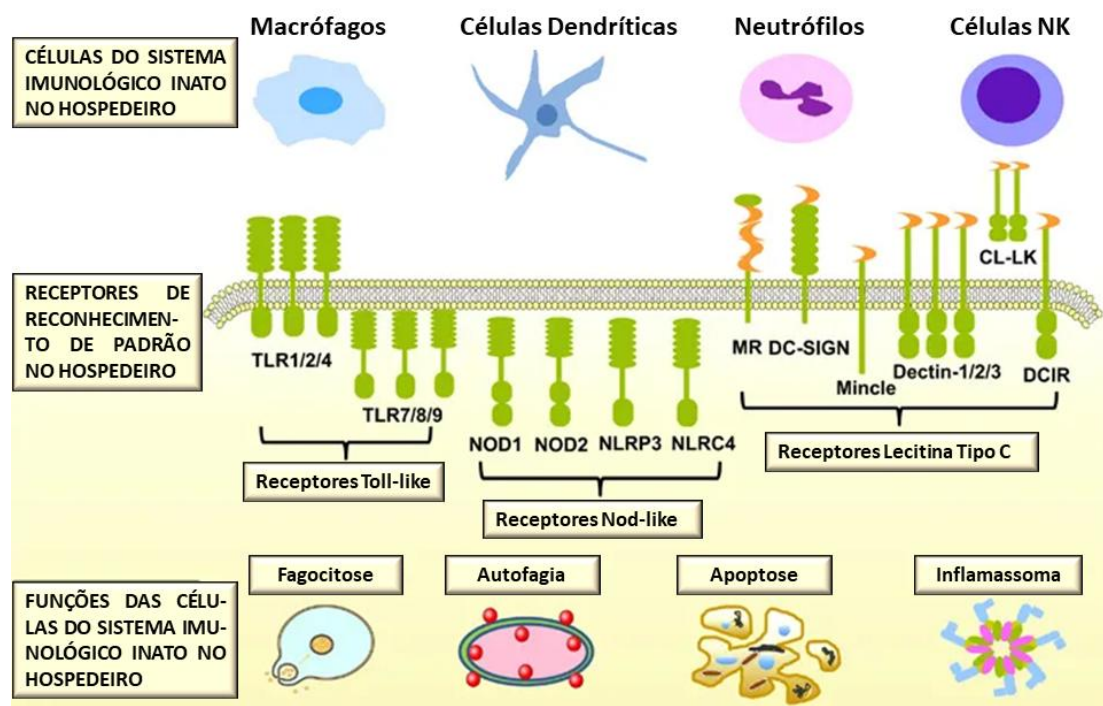 Macrófagos
Células Dendríticas
Neutrófilos
Células NK
CÉLULAS DO SISTEMA
IMUNOLÓGICO INATO
NO HOSPEDEIRO
CL-LK
RECEPTORES DE
RECONHECIMEN-
TO DE PADRÃO
NO HOSPEDEIRO
TLR1/2/4
MR
DC-SIGN
Mincle
Dectin-1/2/3
DCIR
TLR7/8/9
NOD1
NOD2
NLRP3
NLRC4
Receptores Lecitina Tipo C
Receptores Toll-like
Receptores Nod-like
Fagocitose
Autofagia
Apoptose
Inflamassoma
FUNÇÕES DAS CÉLU-
LAS DO SISTEMA IMU-
NOLÓGICO INATO NO
HOSPEDEIRO